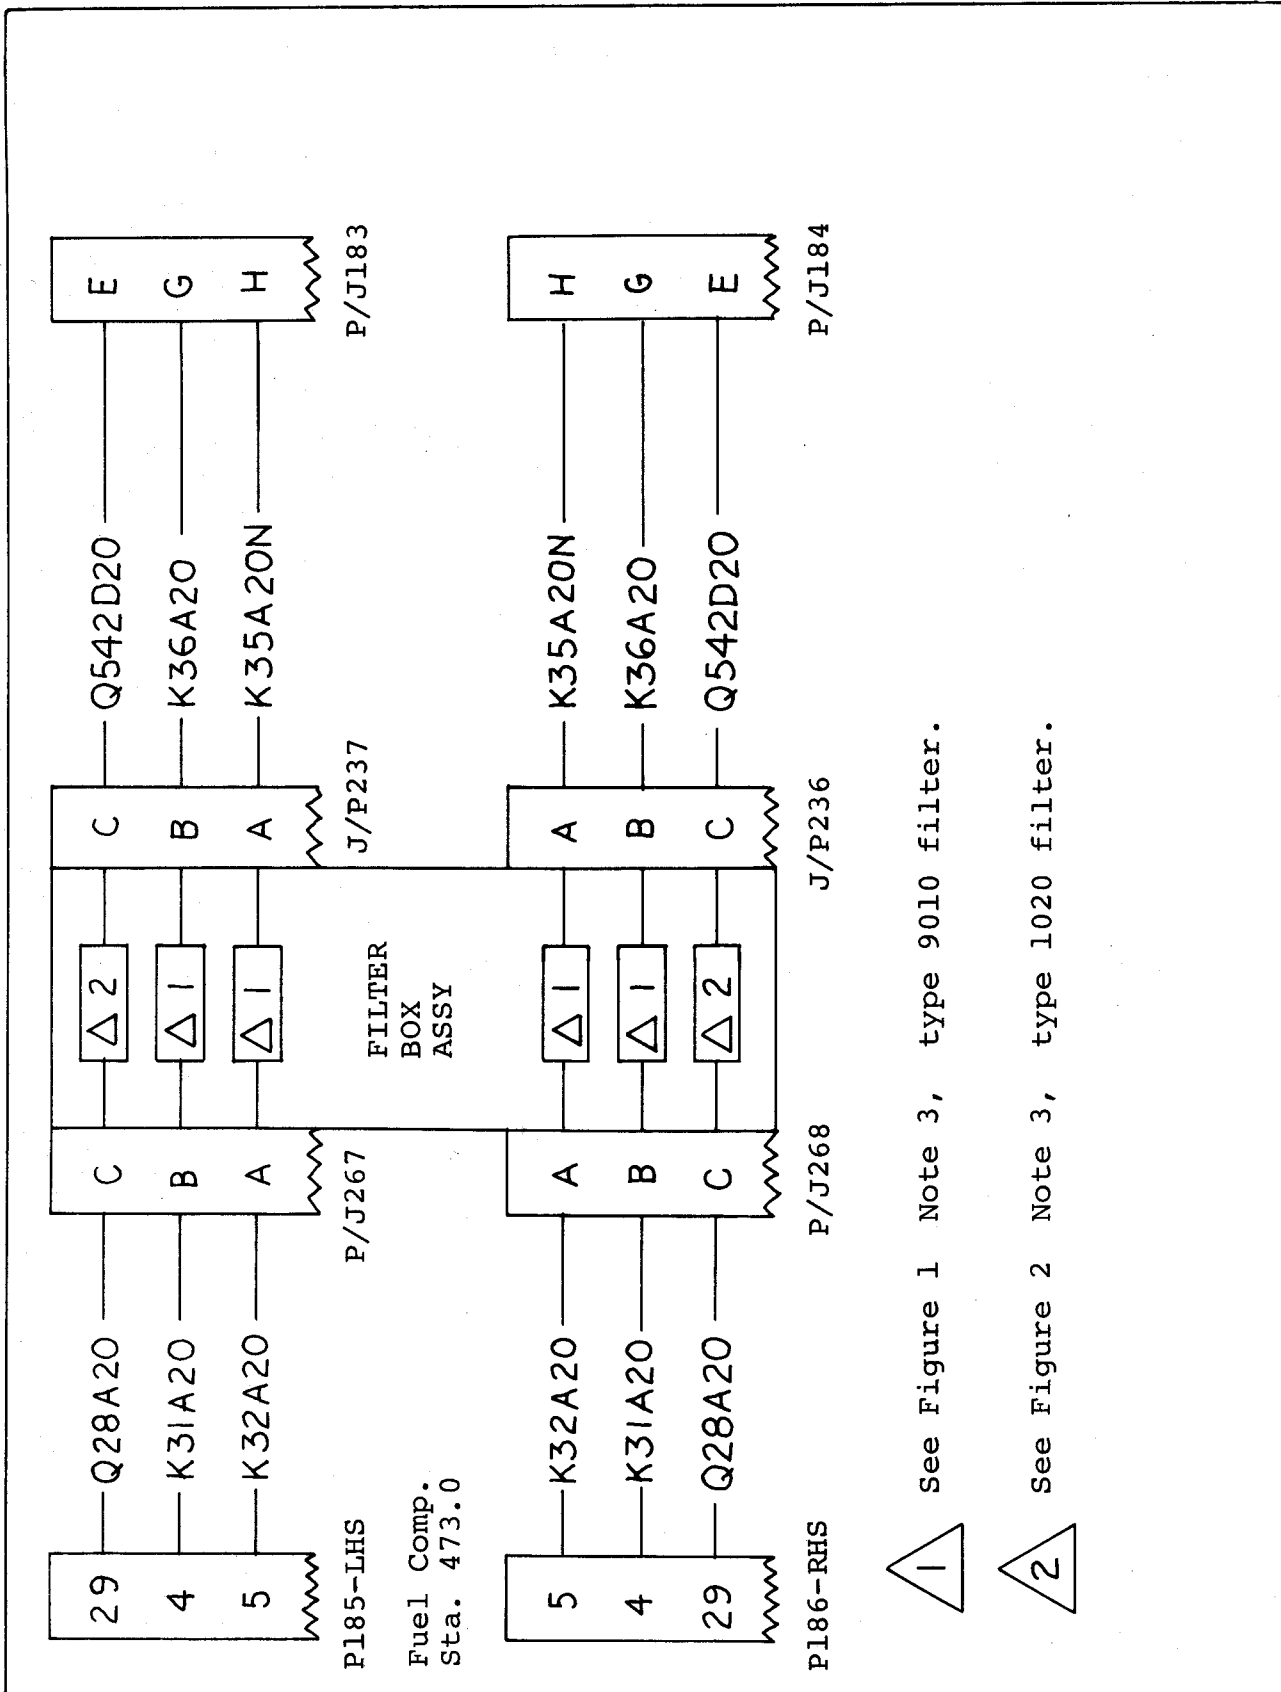 29 Q28A20 C △2 C Q542D20 E
4 K31A20 B △1 B K36A20 G
5 K32A20 A △1 A K35A20N H
P185-LHS P/J267 J/P237 P/J183
Fuel Comp.
Sta. 473.0
FILTER
BOX
ASSY
5 K32A20 A △1 A K35A20N H
4 K31A20 B △1 B K36A20 G
29 Q28A20 C △2 C Q542D20 E
P186-RHS P/J268 J/P236 P/J184
1 See Figure 1 Note 3, type 9010 filter.
2 See Figure 2 Note 3, type 1020 filter.